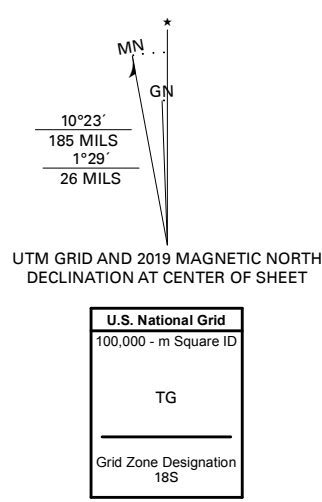 ★
MN
GN
10°23´
185 MILS
1°29´
26 MILS
UTM GRID AND 2019 MAGNETIC NORTH
DECLINATION AT CENTER OF SHEET
U.S. National Grid
100,000 - m Square ID
TG
Grid Zone Designation
18S